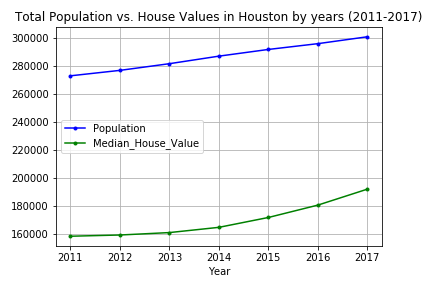 Total Population vs. House Values in Houston by years (2011-2017)
300000
280000
260000
240000
220000
200000
180000
160000
Population
Median_House_Value
2011 2012 2013 2014 2015 2016 2017
Year